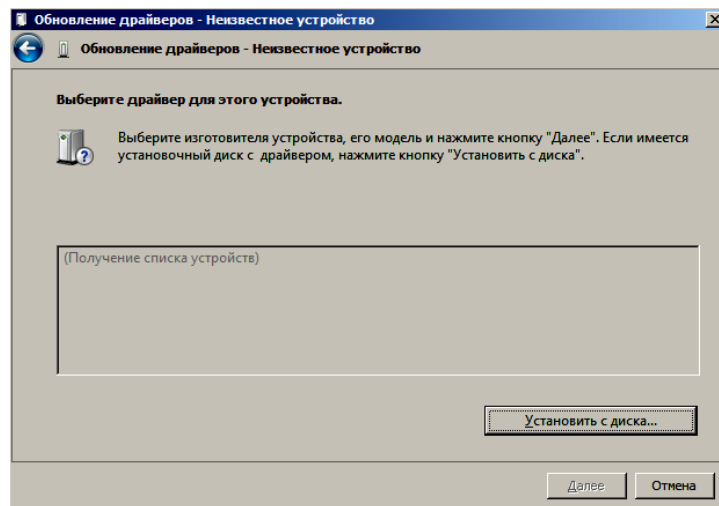 Обновление драйверов - Неизвестное устройство
Обновление драйверов - Неизвестное устройство
Выберите драйвер для этого устройства.
Выберите изготовителя устройства, его модель и нажмите кнопку "Далее". Если имеется
установочный диск с драйвером, нажмите кнопку "Установить с диска".
(Получение списка устройств)
Установить с диска...
Далее Отмена